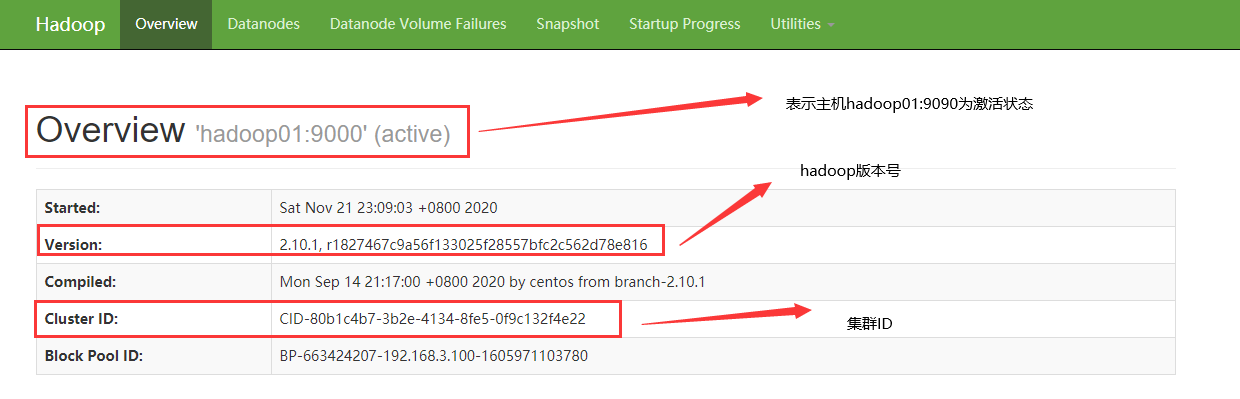 Hadoop Overview Datanodes Datanode Volume Failures Snapshot Startup Progress Utilities
表示主机hadoop01:9090为激活状态
Overview 'hadoop01:9000' (active)
hadoop版本号
Started: Sat Nov 21 23:09:03 +0800 2020
Version: 2.10.1, r1827467c9a56f133025f28557bfc2c562d78e816
Compiled: Mon Sep 14 21:17:00 +0800 2020 by centos from branch-2.10.1
Cluster ID: CID-80b1c4b7-3b2e-4134-8fe5-0f9c132f4e22
集群ID
Block Pool ID: BP-663424207-192.168.3.100-1605971103780